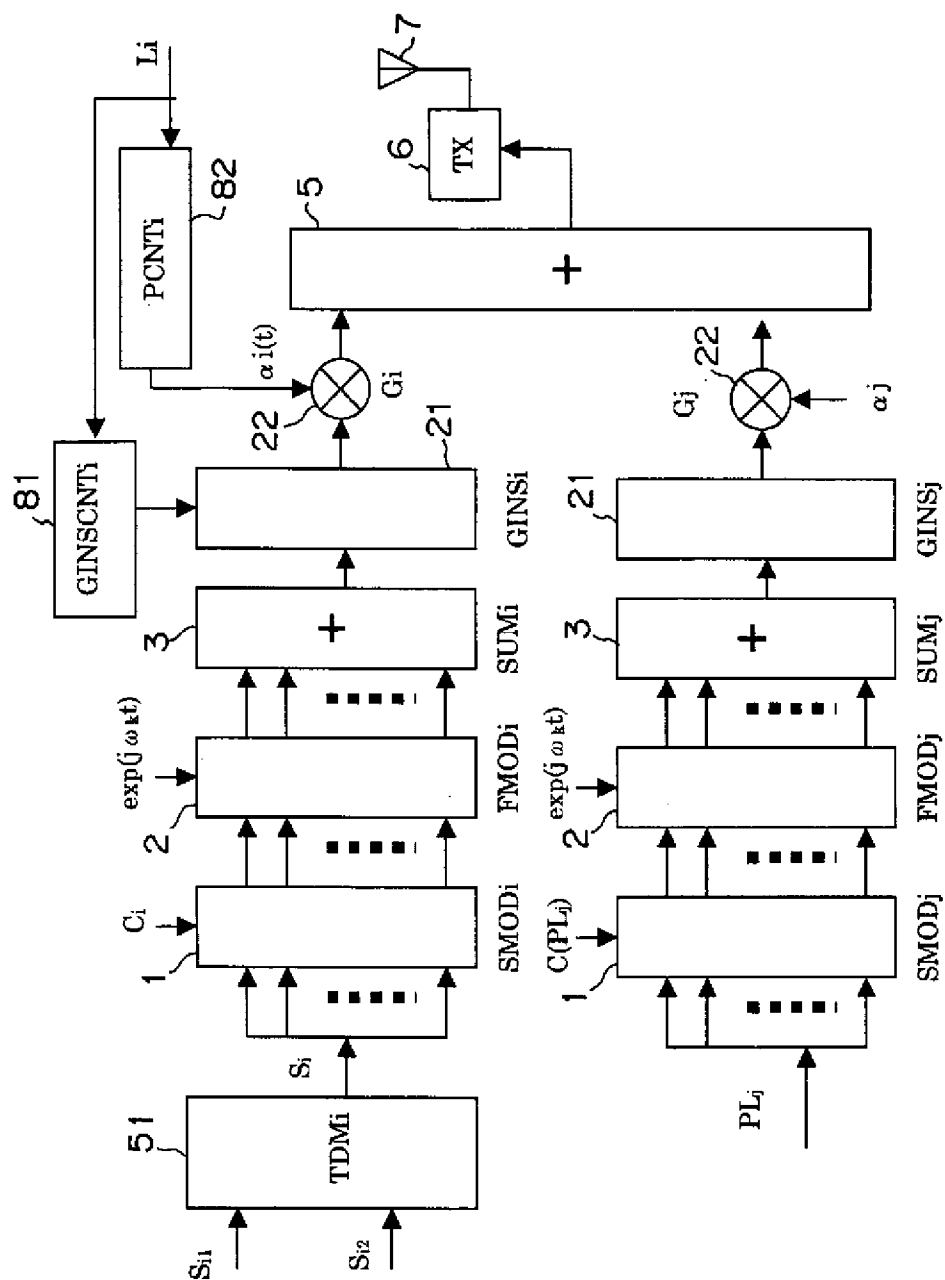 Li
7
6
TX
5
82
PCNTi
αi(t)
22
Gi
22
Gj
αj
81
GINSCNTi
21
GINSi
21
GINSj
3
+
SUMi
3
+
SUMj
+
exp(jωkt)
2
FMODi
exp(jωkt)
2
FMODj
Ci
1
SMODi
C(PLj)
1
SMODj
Si
PLj
51
TDMi
Si1
Si2